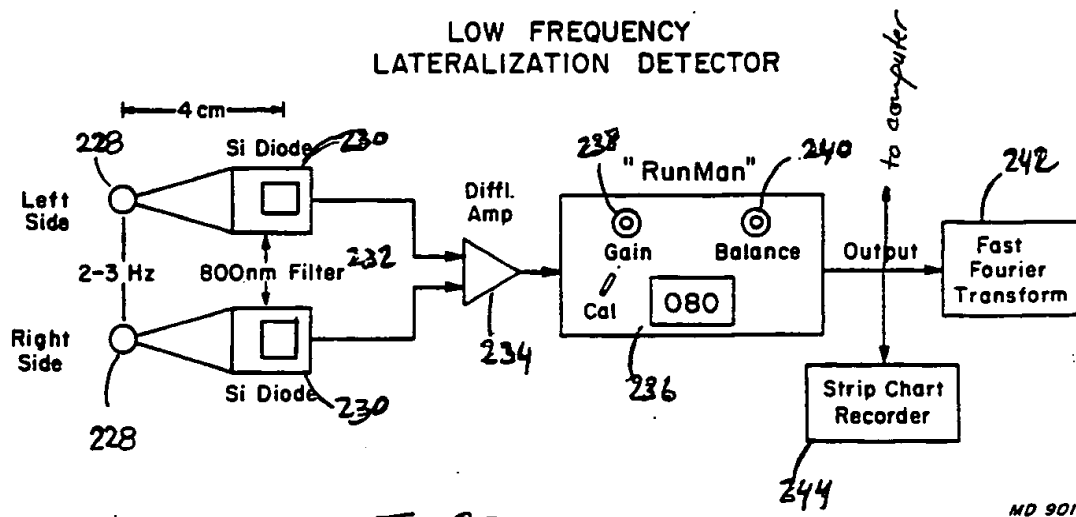 LOW FREQUENCY
LATERALIZATION DETECTOR
to computer
4 cm
228
Si Diode
230
238
"RunMan"
240
242
Left
Side
Diffl.
Amp
Gain
Balance
Output
Fast
Fourier
Transform
2-3 Hz
800nm Filter
232
Cal
080
Right
Side
234
236
Si Diode
230
Strip Chart
Recorder
228
244
MD 901